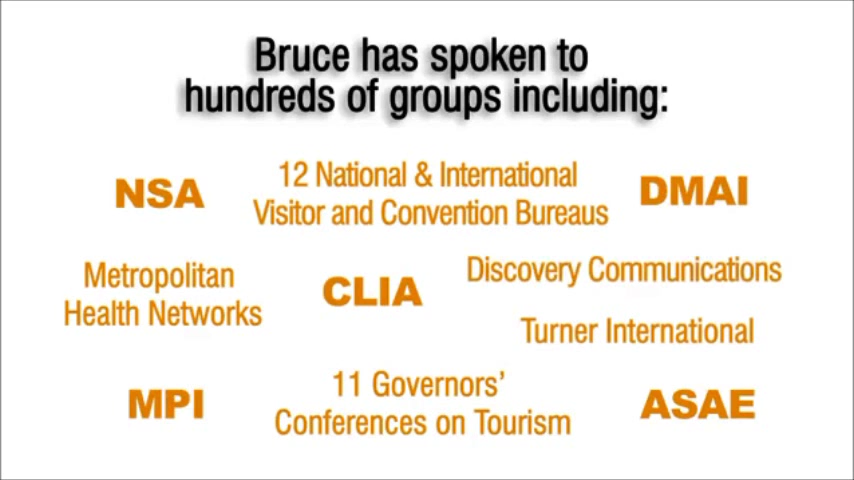 Bruce has spoken to
hundreds of groups including:
NSA
12 National & International
Visitor and Convention Bureaus
DMAI
Metropolitan
Health Networks
CLIA
Discovery Communications
Turner International
MPI
11 Governors’
Conferences on Tourism
ASAE